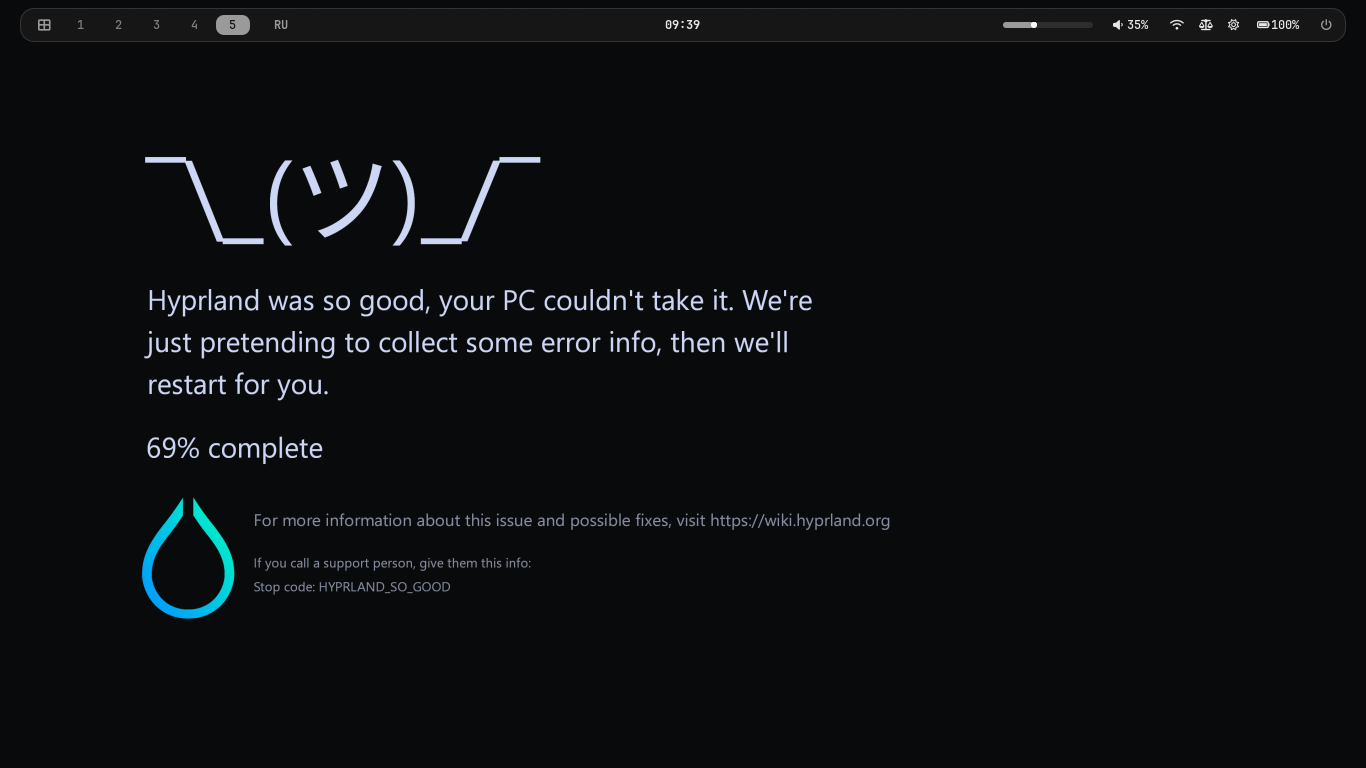 1 2 3 4 5 RU 09:39 35% 100%
¯\_(ツ)_/¯
Hyprland was so good, your PC couldn't take it. We're
just pretending to collect some error info, then we'll
restart for you.
69% complete
For more information about this issue and possible fixes, visit https://wiki.hyprland.org
If you call a support person, give them this info:
Stop code: HYPRLAND_SO_GOOD